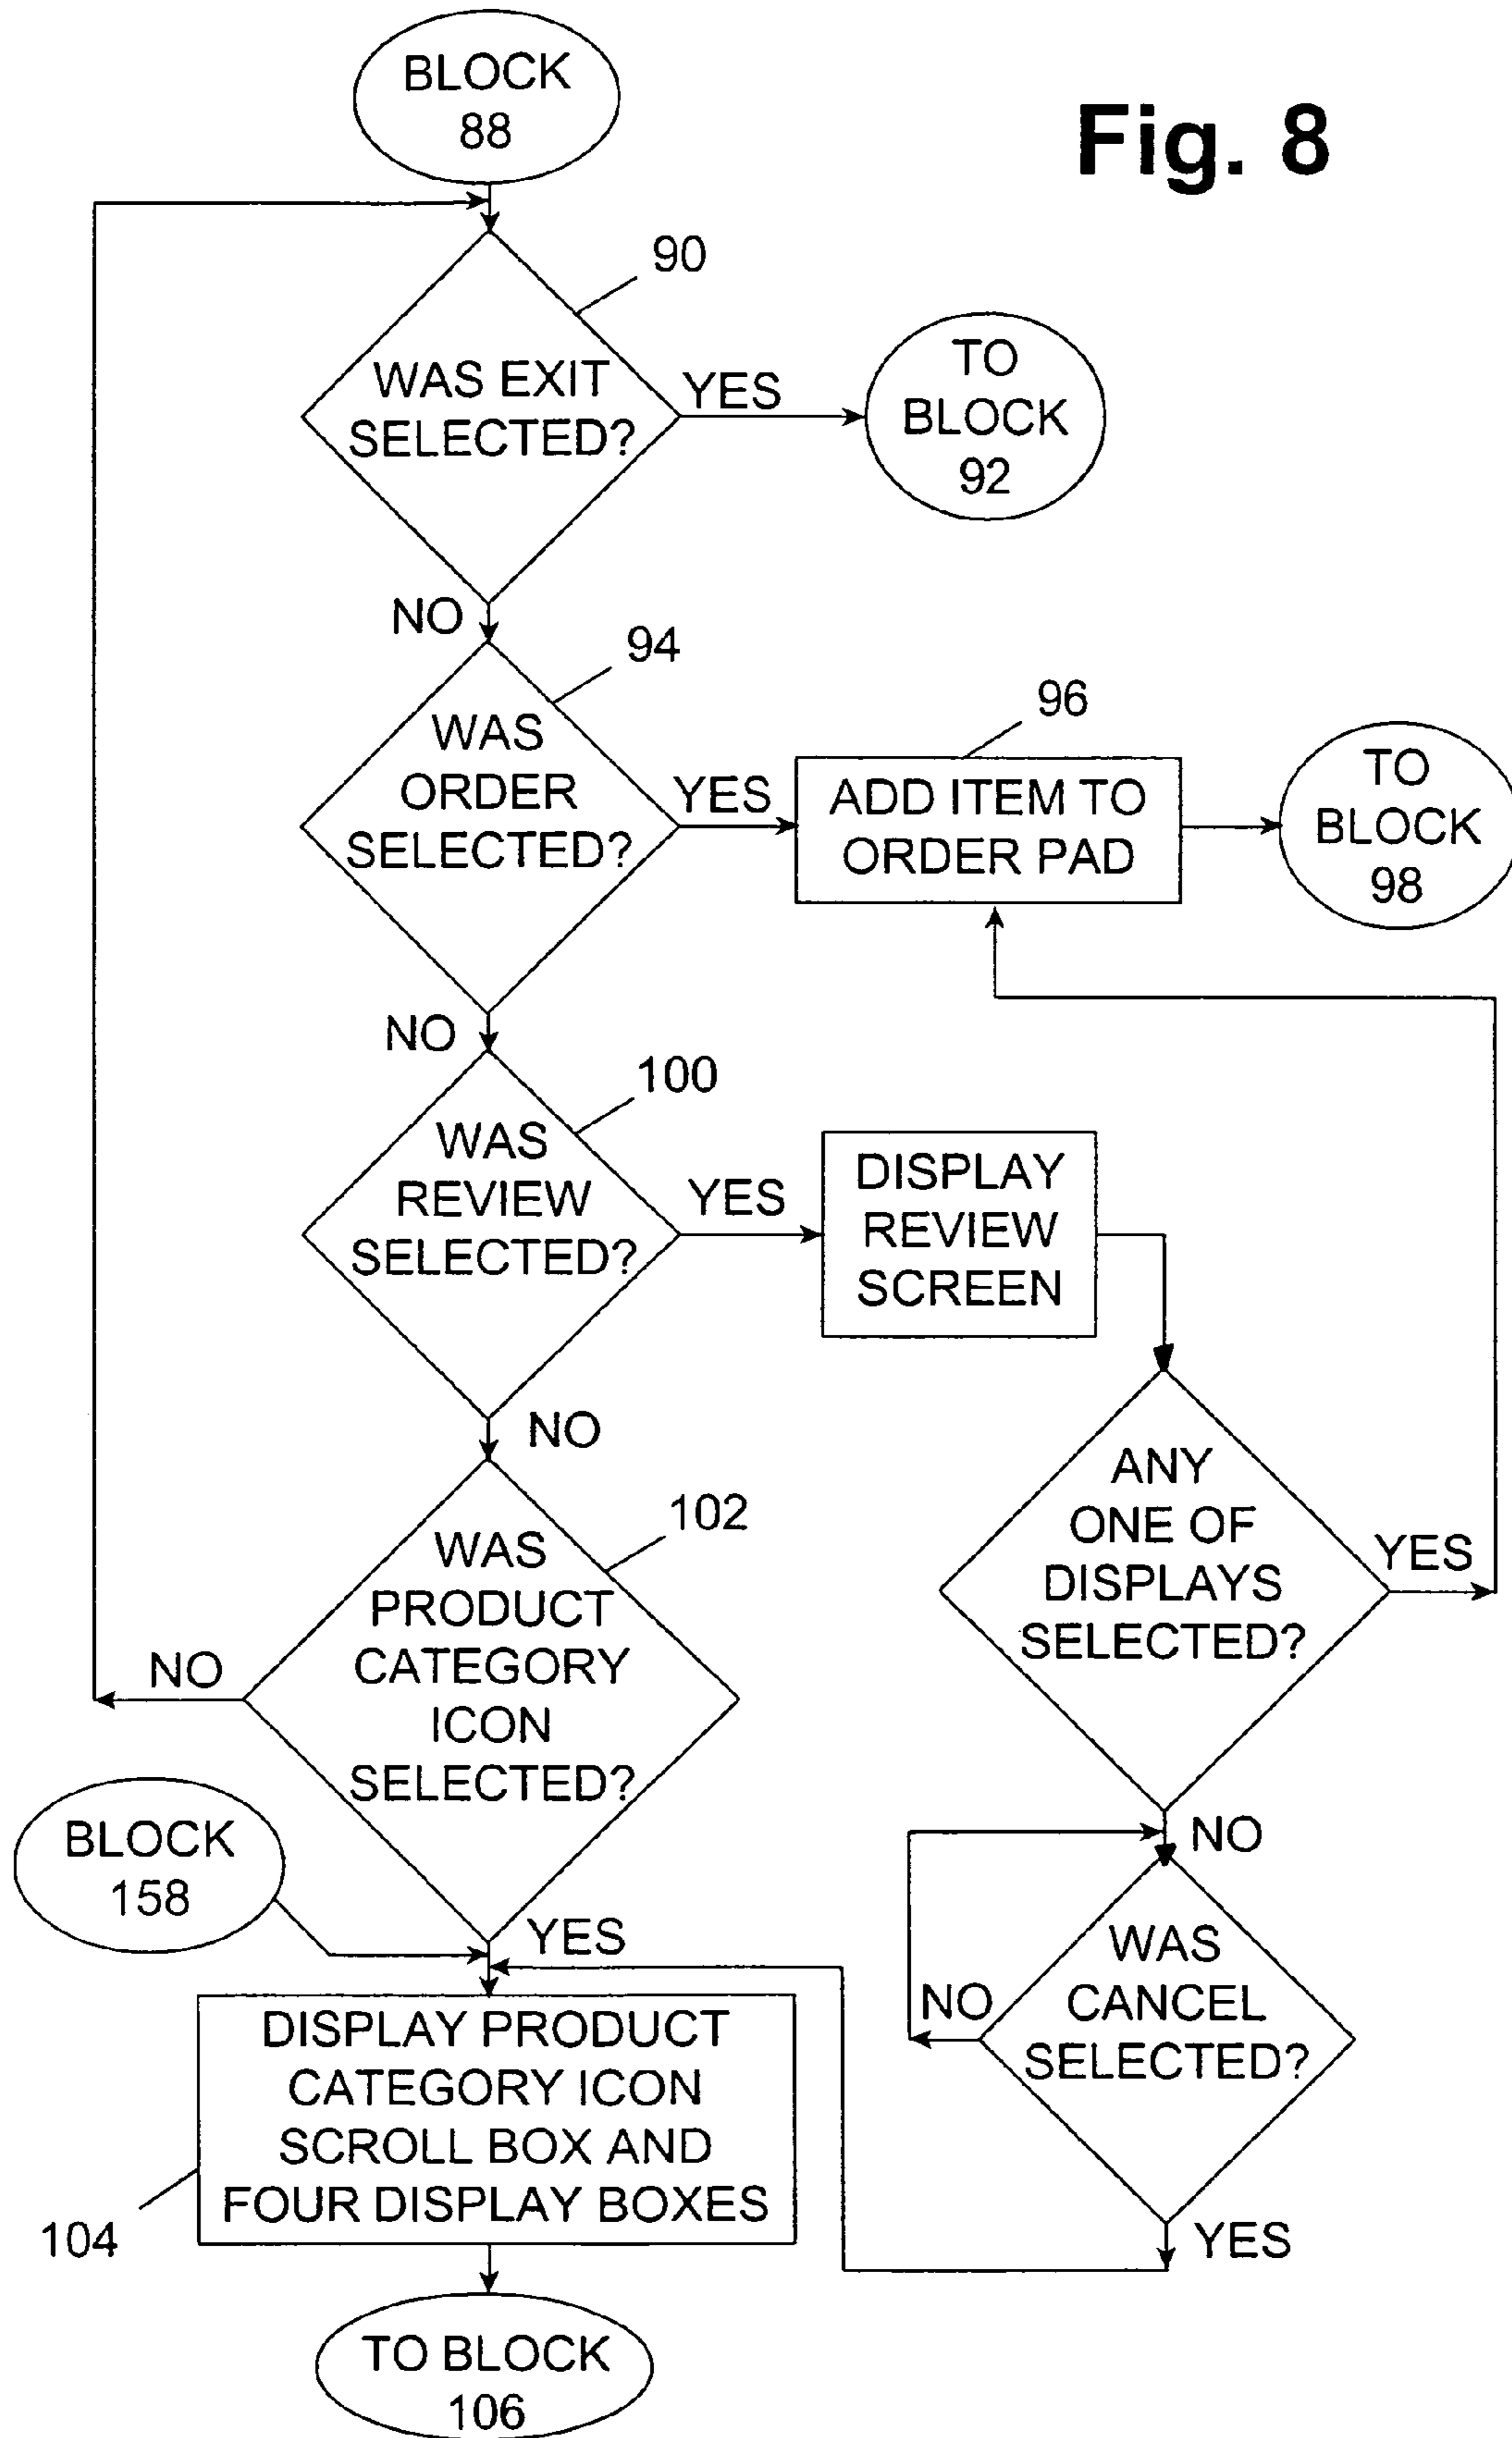 BLOCK
88
Fig. 8
90
WAS EXIT
SELECTED?
YES
TO
BLOCK
92
NO
94
WAS
ORDER
SELECTED?
YES
96
ADD ITEM TO
ORDER PAD
TO
BLOCK
98
NO
100
WAS
REVIEW
SELECTED?
YES
DISPLAY
REVIEW
SCREEN
NO
102
WAS
PRODUCT
CATEGORY
ICON
SELECTED?
NO
ANY
ONE OF
DISPLAYS
SELECTED?
YES
NO
BLOCK
158
YES
WAS
CANCEL
SELECTED?
NO
YES
DISPLAY PRODUCT
CATEGORY ICON
SCROLL BOX AND
FOUR DISPLAY BOXES
104
TO BLOCK
106